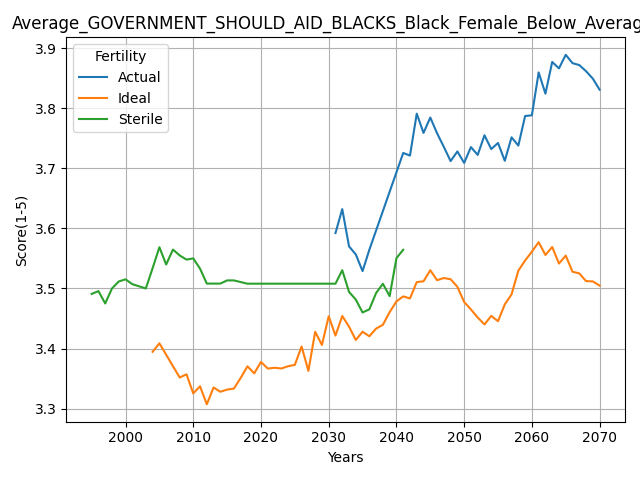 Average_GOVERNMENT_SHOULD_AID_BLACKS_Black_Female_Below_Averag
Fertility
Actual
Ideal
Sterile
Score(1-5)
3.9
3.8
3.7
3.6
3.5
3.4
3.3
2000 2010 2020 2030 2040 2050 2060 2070
Years